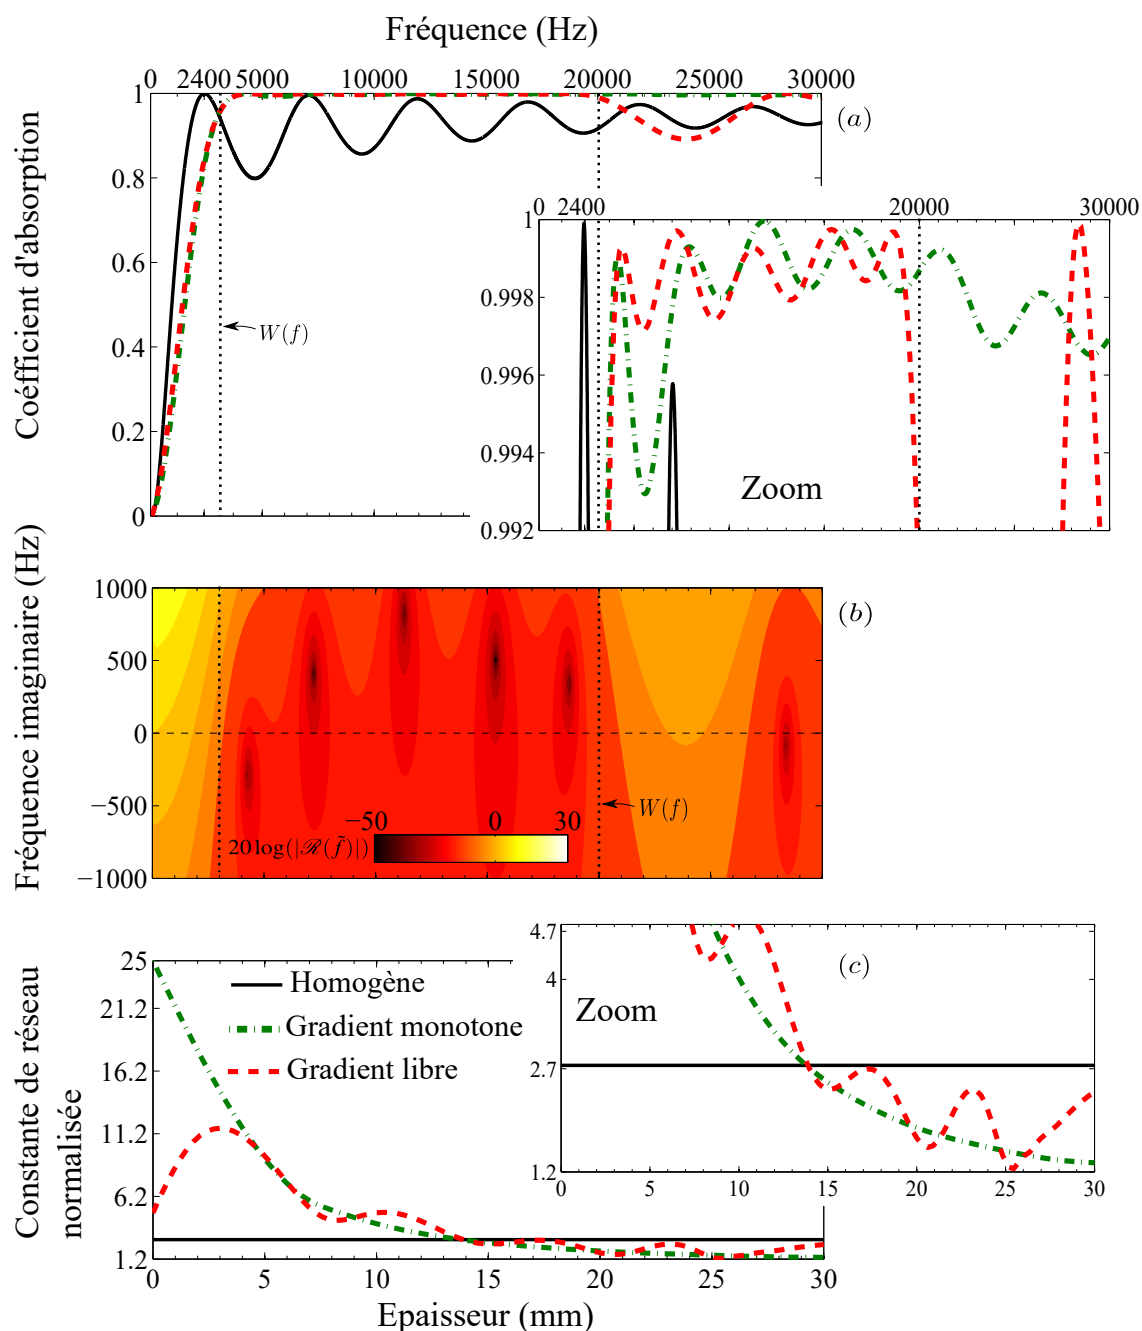 Fréquence (Hz)
0 2400 5000 10000 15000 20000 25000 30000
Coéfficient d'absorption
1
0.8
0.6
0.4
0.2
0
(a)
W(f)
0 2400 20000 30000
1
0.998
0.996
0.994
0.992
Zoom
Fréquence imaginaire (Hz)
1000
500
0
−500
−1000
(b)
W(f)
−50 0 30
20log(|ℛ(f̃)|)
Constante de réseau
normalisée
25
21.2
16.2
11.2
6.2
1.2
Homogène
Gradient monotone
Gradient libre
4.7
4
2.7
1.2
Zoom
(c)
0 5 10 15 20 25 30
0 5 10 15 20 25 30
Epaisseur (mm)